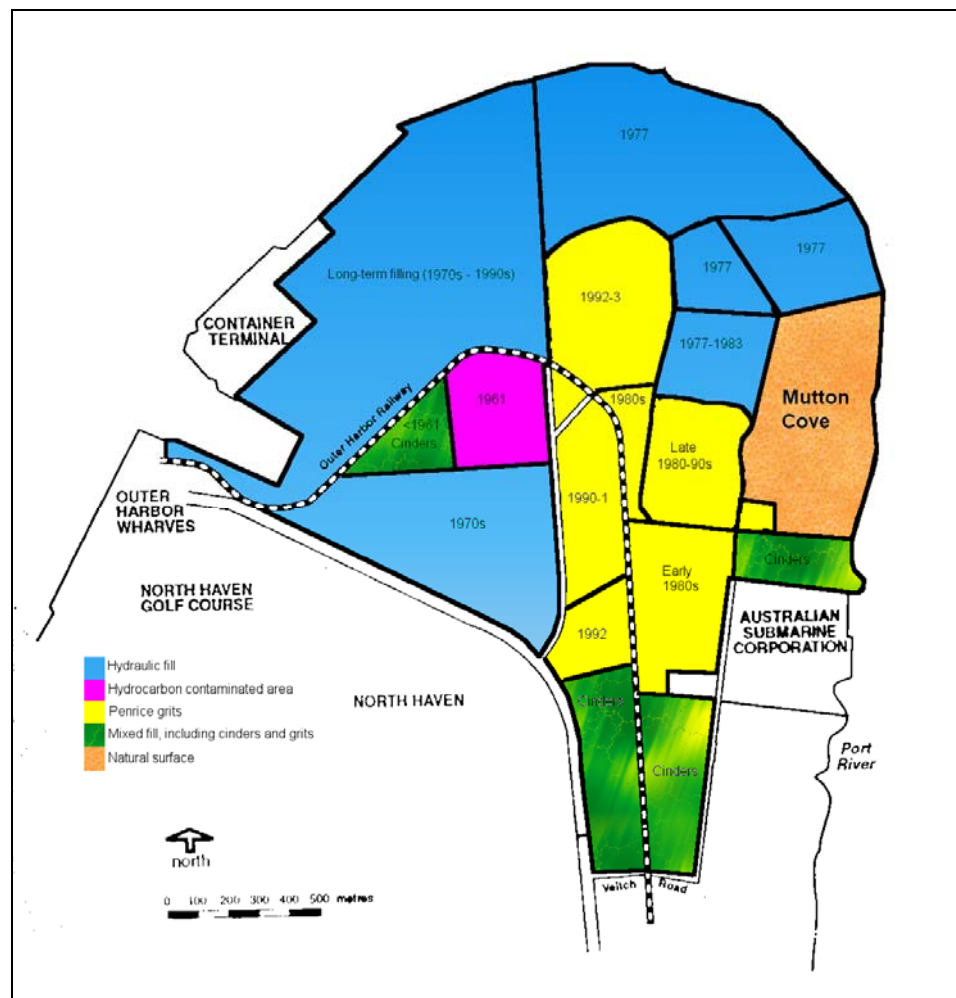 1977
1977
1977
Long-term filling (1970s - 1990s)
1992-3
CONTAINER
TERMINAL
1977-1983
Outer Harbor Railway
1961
1980s
Mutton
Cove
<1961
Cinders
Late
1980-90s
OUTER
HARBOR
WHARVES
1990-1
1970s
Cinders
NORTH HAVEN
GOLF COURSE
Early
1980s
AUSTRALIAN
SUBMARINE
CORPORATION
1992
Hydraulic fill
Hydrocarbon contaminated area
Penrice grits
Mixed fill, including cinders and grits
Natural surface
NORTH HAVEN
Cinders
Cinders
Port
River
north
0 100 200 300 400 500 metres
Veitch Road